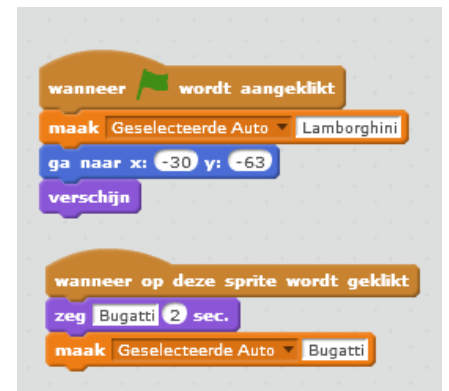 wanneer wordt aangeklikt
maak Geselecteerde Auto Lamborghini
ga naar x: -30 y: -63
verschijn
wanneer op deze sprite wordt geklikt
zeg Bugatti 2 sec.
maak Geselecteerde Auto Bugatti